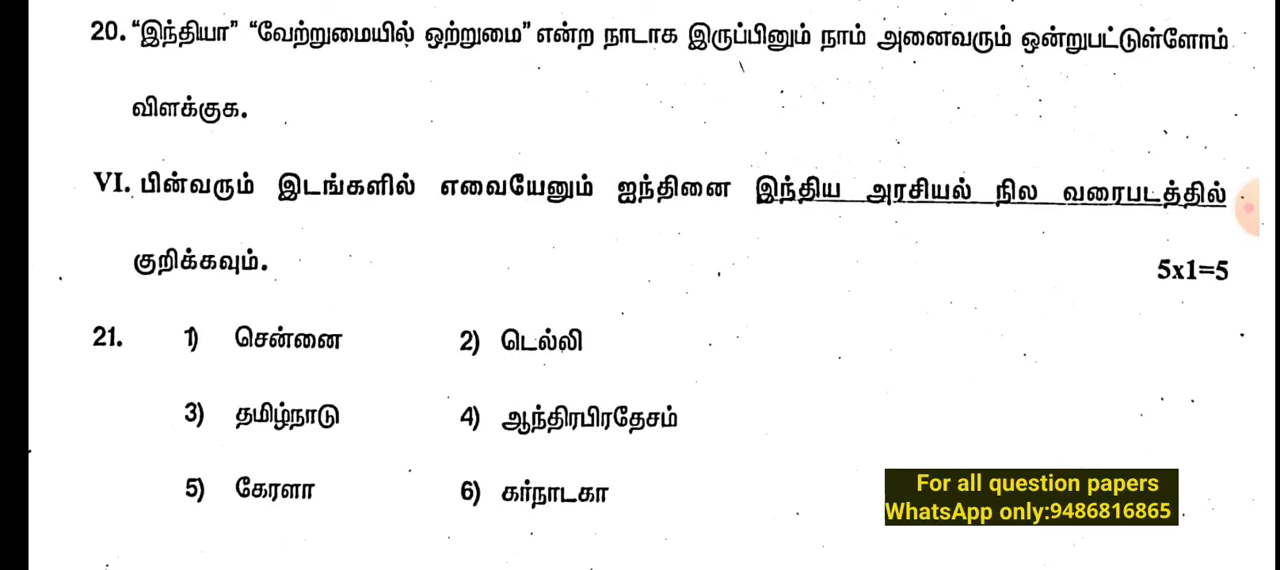 20. “இந்தியா” “வேற்றுமையில் ஒற்றுமை” என்ற நாடாக இருப்பினும் நாம் அனைவரும் ஒன்றுபட்டுள்ளோம்
விளக்குக.
VI. பின்வரும் இடங்களில் எவையேனும் ஐந்தினை இந்திய அரசியல் நில வரைபடத்தில்
குறிக்கவும். 5x1=5
21. 1) சென்னை 2) டெல்லி
3) தமிழ்நாடு 4) ஆந்திரபிரதேசம்
5) கேரளா 6) கர்நாடகா
For all question papers
WhatsApp only:9486816865